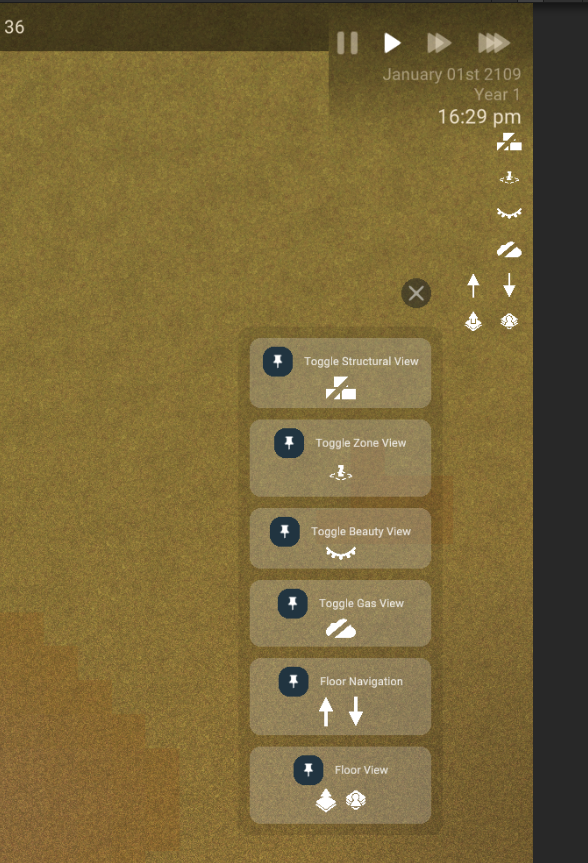 36
January 01st 2109
Year 1
16:29 pm
Toggle Structural View
Toggle Zone View
Toggle Beauty View
Toggle Gas View
Floor Navigation
Floor View